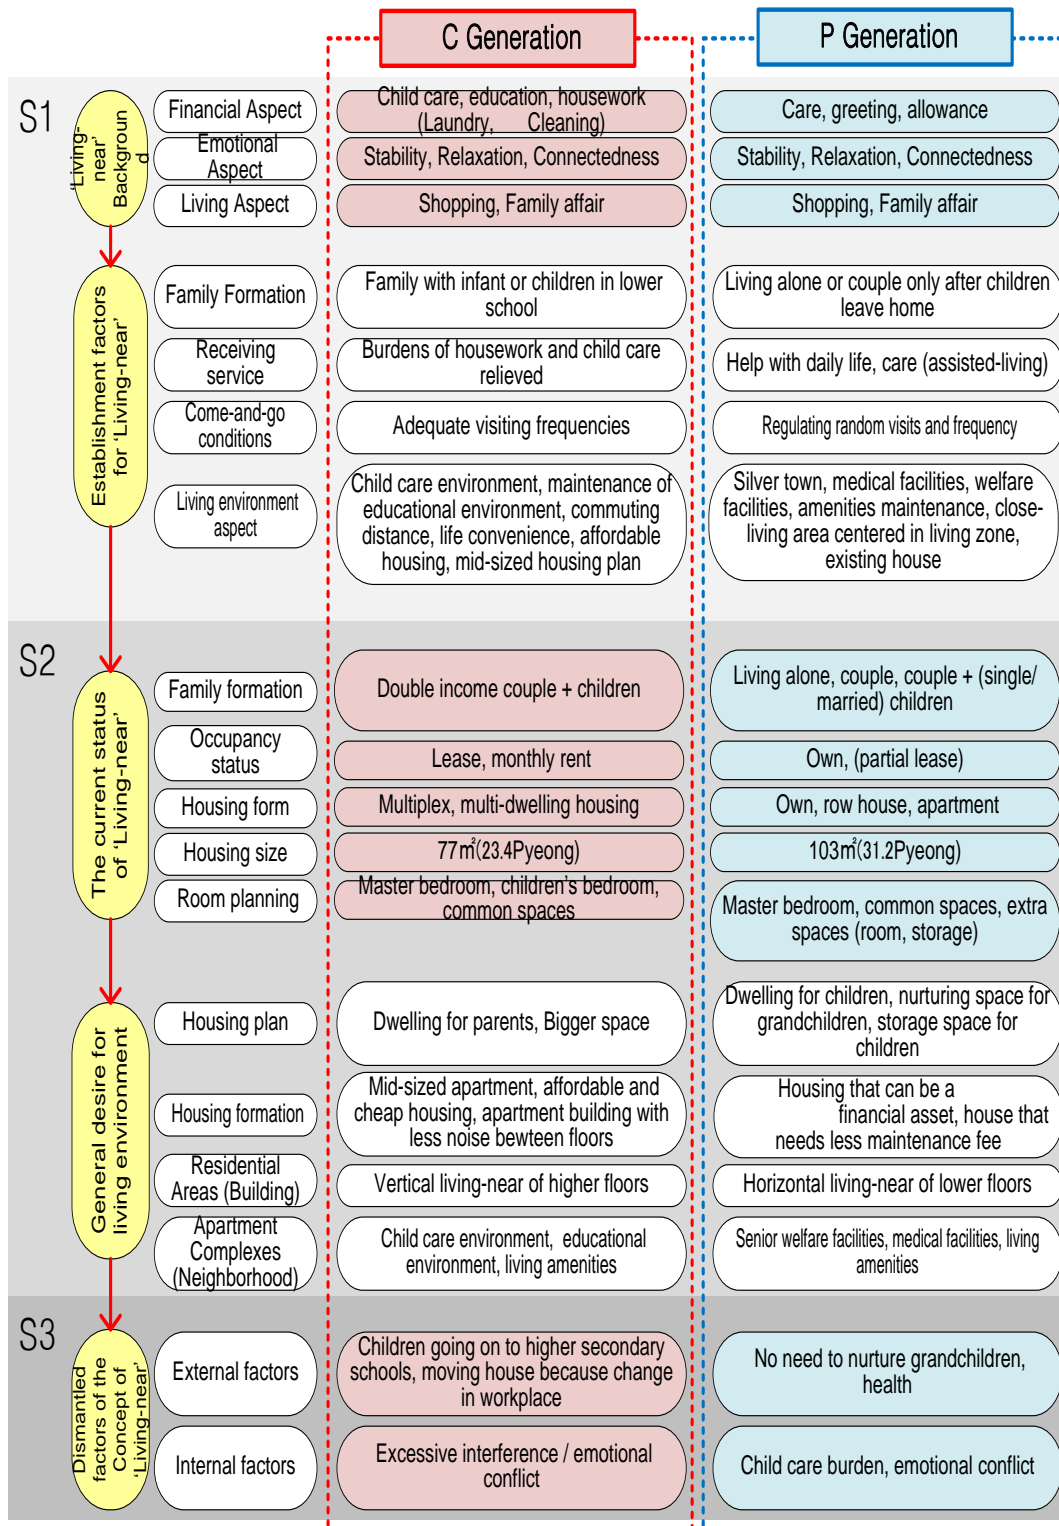 C Generation
P Generation
S1
'Living-
near'
Backgroun
d
Financial Aspect
Child care, education, housework
(Laundry, Cleaning)
Care, greeting, allowance
Emotional
Aspect
Stability, Relaxation, Connectedness
Stability, Relaxation, Connectedness
Living Aspect
Shopping, Family affair
Shopping, Family affair
Establishment factors
for 'Living-near'
Family Formation
Family with infant or children in lower
school
Living alone or couple only after children
leave home
Receiving
service
Burdens of housework and child care
relieved
Help with daily life, care (assisted-living)
Come-and-go
conditions
Adequate visiting frequencies
Regulating random visits and frequency
Living environment
aspect
Child care environment, maintenance of
educational environment, commuting
distance, life convenience, affordable
housing, mid-sized housing plan
Silver town, medical facilities, welfare
facilities, amenities maintenance, close-
living area centered in living zone,
existing house
S2
The current status
of 'Living-near'
Family formation
Double income couple + children
Living alone, couple, couple + (single/
married) children
Occupancy
status
Lease, monthly rent
Own, (partial lease)
Housing form
Multiplex, multi-dwelling housing
Own, row house, apartment
Housing size
77㎡(23.4Pyeong)
103㎡(31.2Pyeong)
Room planning
Master bedroom, children's bedroom,
common spaces
Master bedroom, common spaces, extra
spaces (room, storage)
General desire for
living environment
Housing plan
Dwelling for parents, Bigger space
Dwelling for children, nurturing space for
grandchildren, storage space for
children
Housing formation
Mid-sized apartment, affordable and
cheap housing, apartment building with
less noise bewteen floors
Housing that can be a
financial asset, house that
needs less maintenance fee
Residential
Areas (Building)
Vertical living-near of higher floors
Horizontal living-near of lower floors
Apartment
Complexes
(Neighborhood)
Child care environment, educational
environment, living amenities
Senior welfare facilities, medical facilities, living
amenities
S3
Dismantled
factors of the
Concept of
'Living-near'
External factors
Children going on to higher secondary
schools, moving house because change
in workplace
No need to nurture grandchildren,
health
Internal factors
Excessive interference / emotional
conflict
Child care burden, emotional conflict